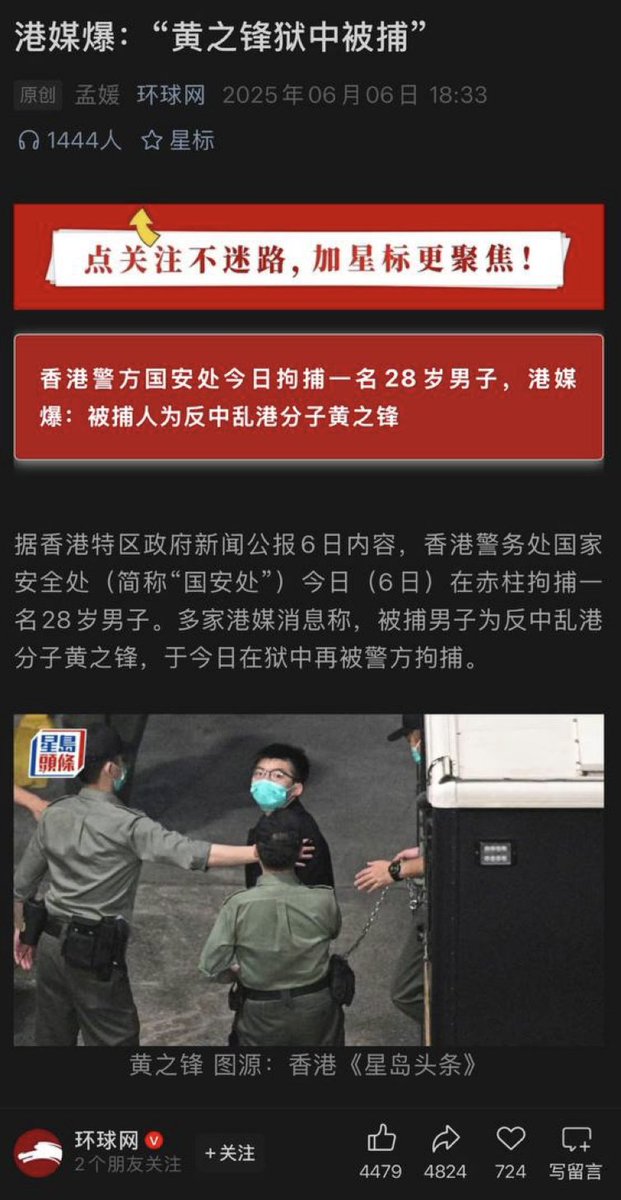 港媒爆：“黄之锋狱中被捕”
原创 孟媛 环球网 2025年06月06日 18:33
1444人 星标
点关注不迷路，加星标更聚焦！
香港警方国安处今日拘捕一名28岁男子，港媒
爆：被捕人为反中乱港分子黄之锋
据香港特区政府新闻公报6日内容，香港警务处国家
安全处（简称“国安处”）今日（6日）在赤柱拘捕一
名28岁男子。多家港媒消息称，被捕男子为反中乱港
分子黄之锋，于今日在狱中再被警方拘捕。
星島
頭條
黄之锋 图源：香港《星岛头条》
环球网
2个朋友关注
+关注
4479 4824 724 写留言